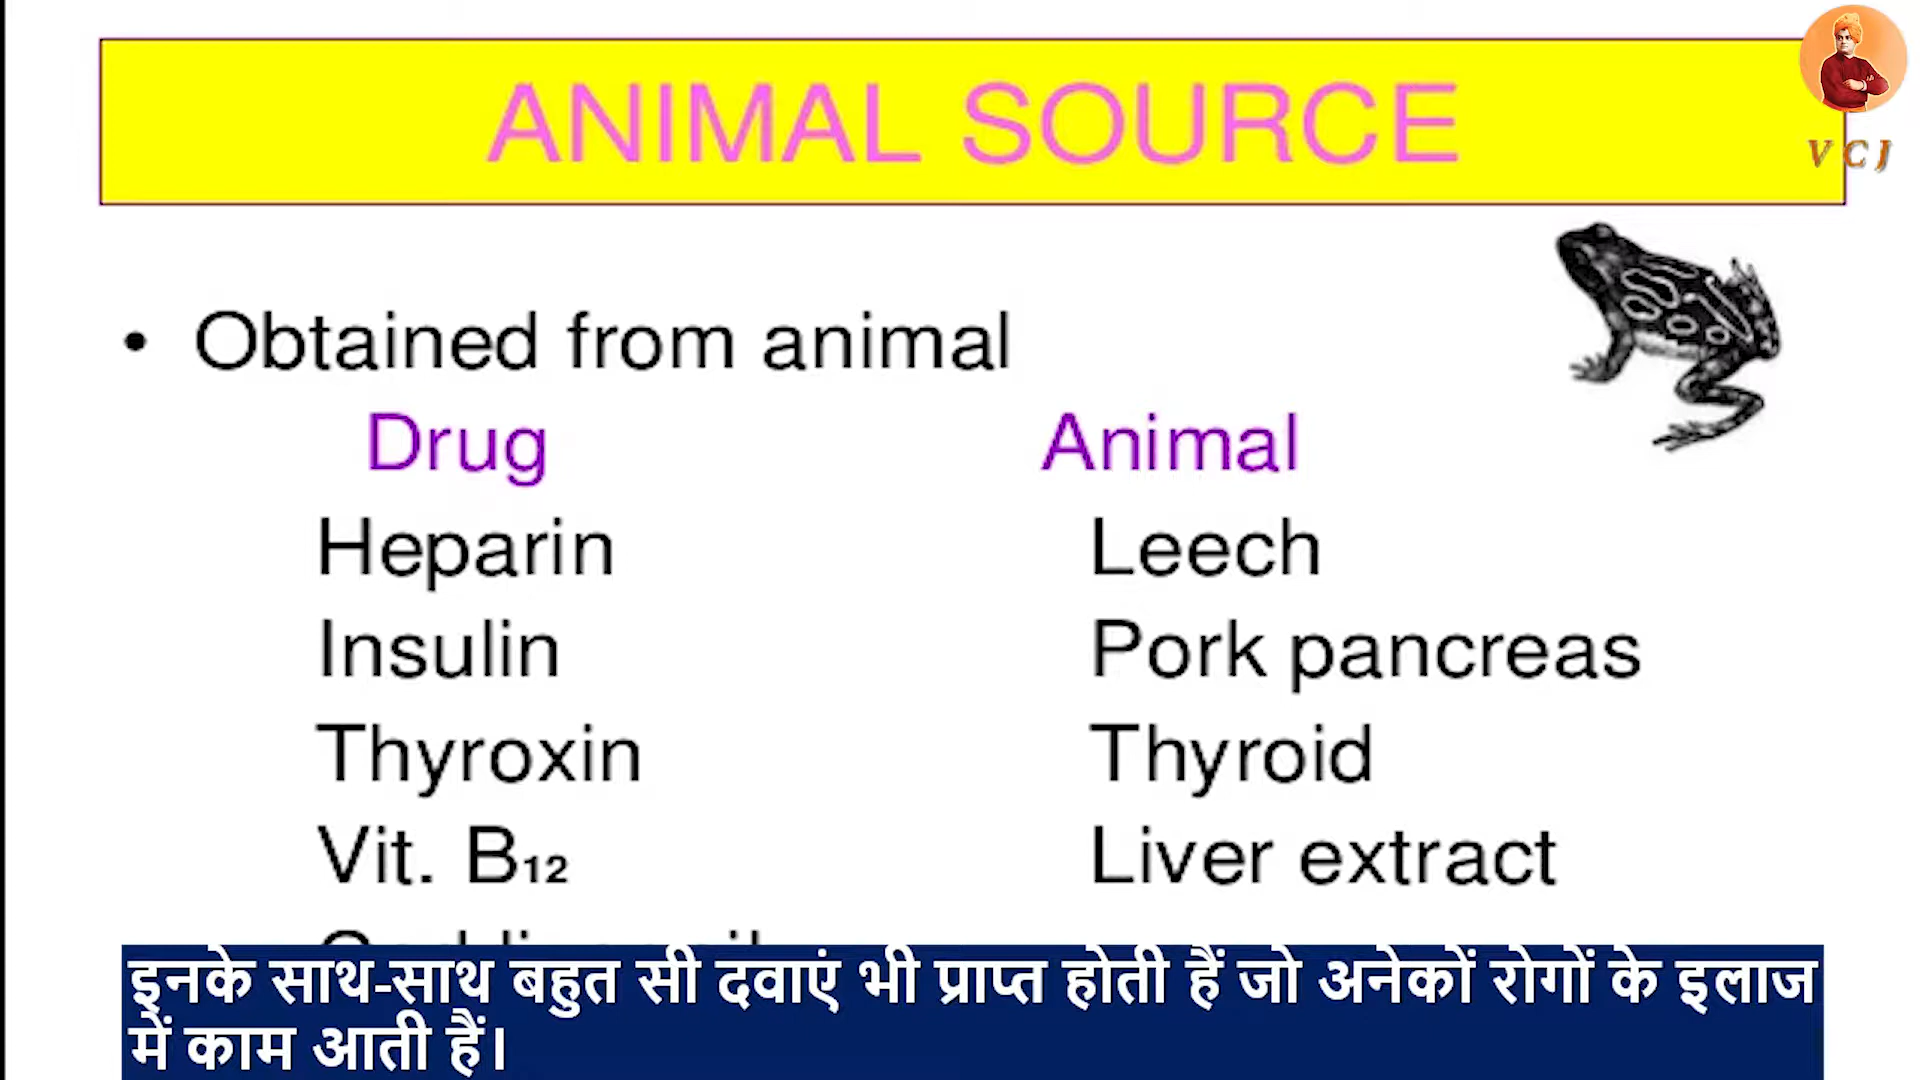 ANIMAL SOURCE
V C J
• Obtained from animal
Drug Animal
Heparin Leech
Insulin Pork pancreas
Thyroxin Thyroid
Vit. B₁₂ Liver extract
इनके साथ-साथ बहुत सी दवाएं भी प्राप्त होती हैं जो अनेकों रोगों के इलाज
में काम आती हैं।